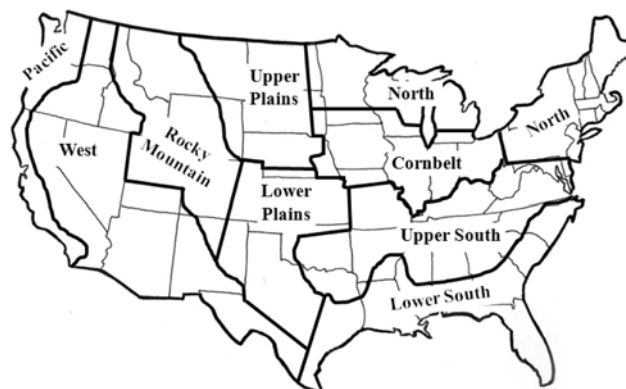 Pacific
Upper
Plains
North
North
West
Rocky
Mountain
Cornbelt
Lower
Plains
Upper South
Lower South